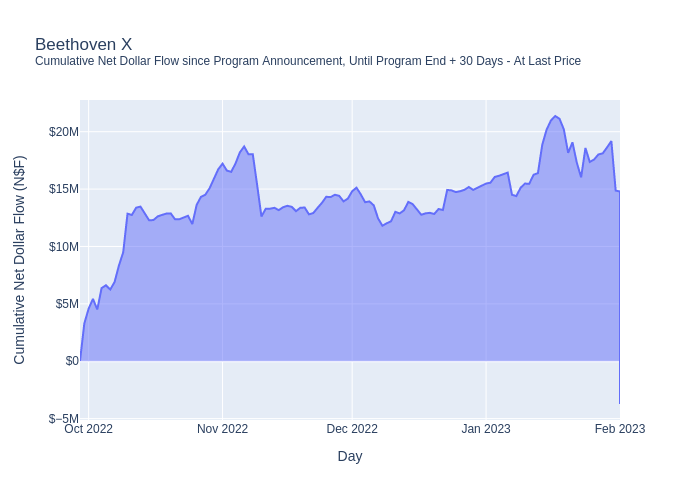 Beethoven X
Cumulative Net Dollar Flow since Program Announcement, Until Program End + 30 Days - At Last Price
Cumulative Net Dollar Flow (N$F)
$20M
$15M
$10M
$5M
$0
$−5M
Oct 2022 Nov 2022 Dec 2022 Jan 2023 Feb 2023
Day